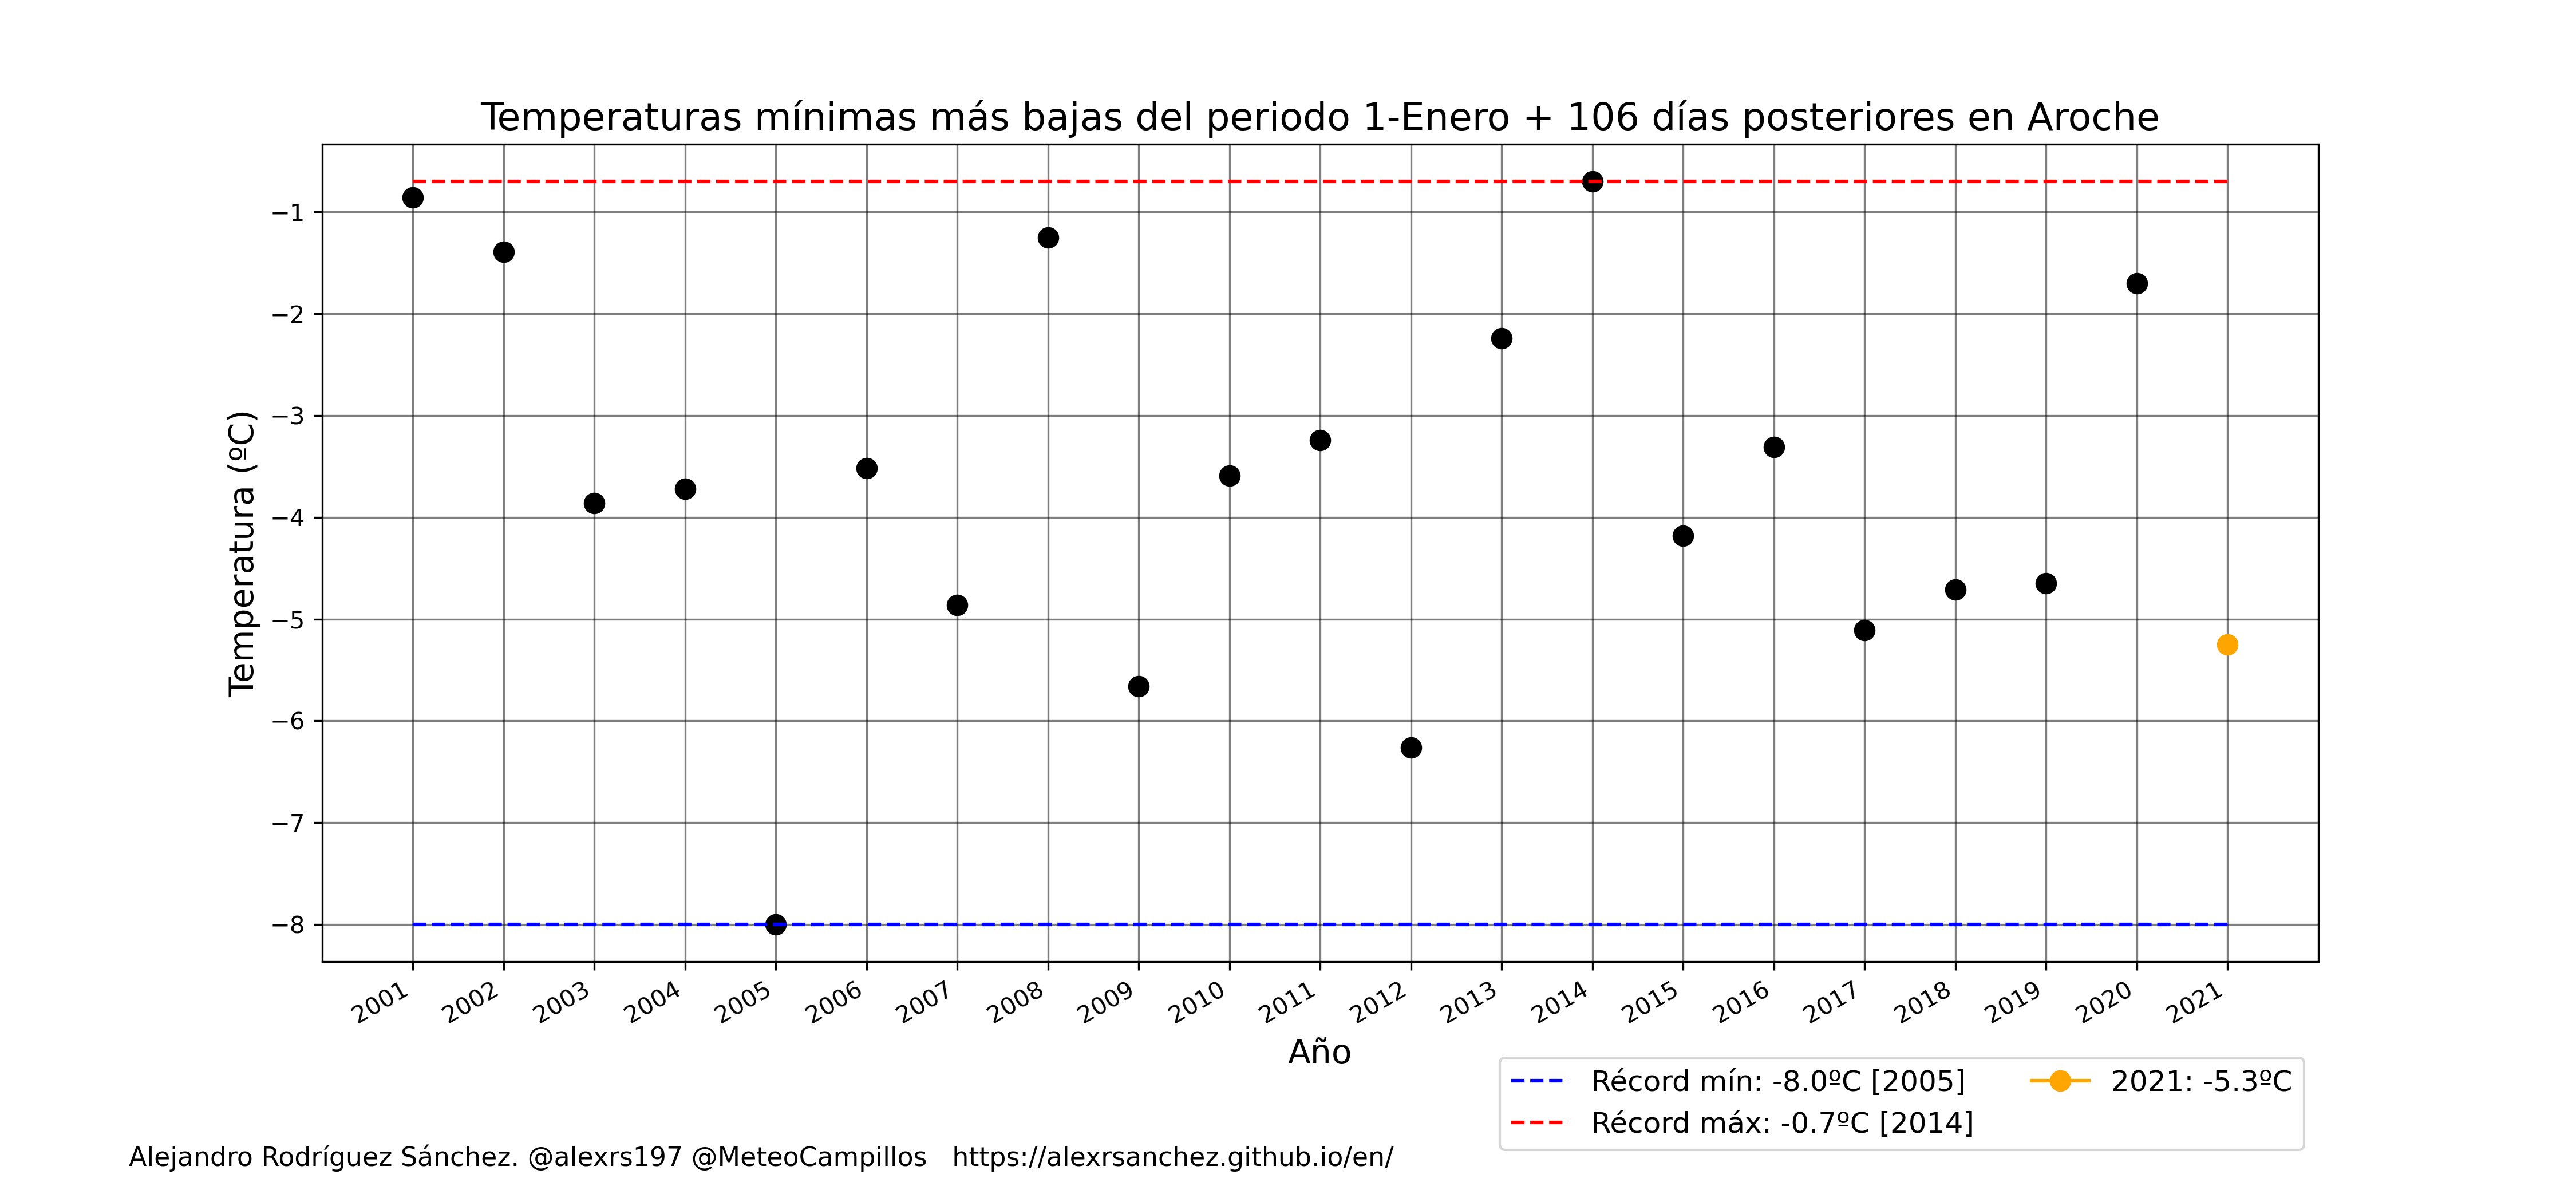 Temperaturas mínimas más bajas del periodo 1-Enero + 106 días posteriores en Aroche
Temperatura (ºC)
−1
−2
−3
−4
−5
−6
−7
−8
2001 2002 2003 2004 2005 2006 2007 2008 2009 2010 2011 2012 2013 2014 2015 2016 2017 2018 2019 2020 2021
Año
Récord mín: -8.0ºC [2005]
Récord máx: -0.7ºC [2014]
2021: -5.3ºC
Alejandro Rodríguez Sánchez. @alexrs197 @MeteoCampillos https://alexrsanchez.github.io/en/